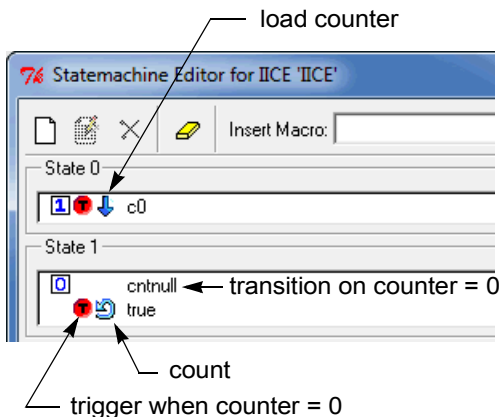 load counter
Statemachine Editor for IICE 'IICE'
Insert Macro:
State 0
1 T c0
State 1
0 cntnull transition on counter = 0
T true
count
trigger when counter = 0